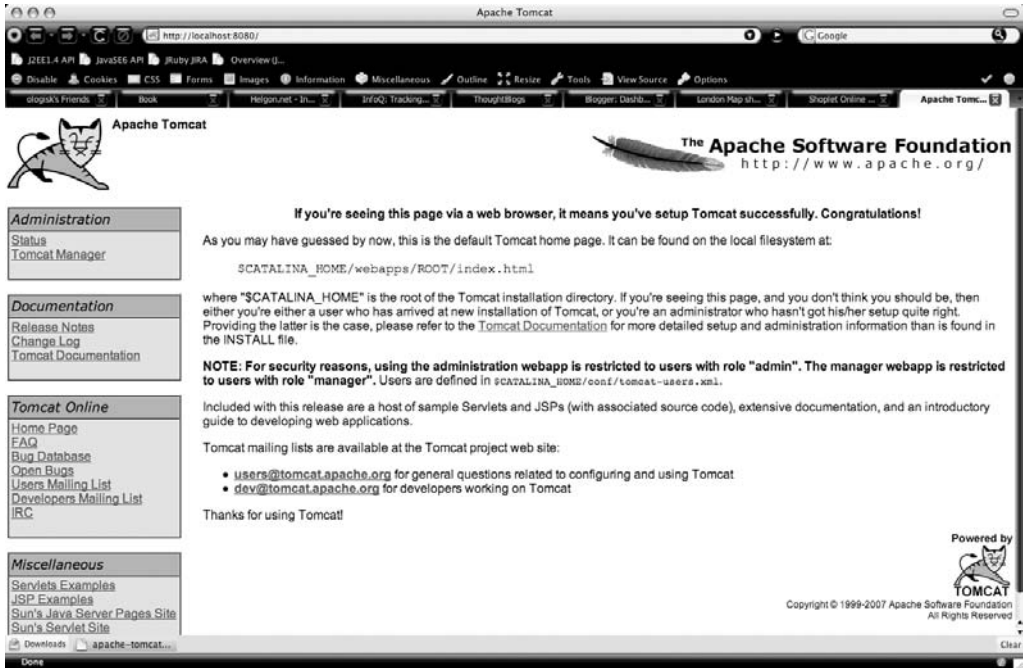 Apache Tomcat
http://localhost:8080/
Google
J2EE1.4 API JavaSE6 API JRuby JIRA Overview (J...
Disable Cookies CSS Forms Images Information Miscellaneous Outline Resize Tools View Source Options
ologisk's Friends Book Helgon.net - In... InfoQ: Tracking... ThoughtBlogs Blogger: Dashb... London Map sh... Shoplet Online ... Apache Tomc...
Apache Tomcat
The Apache Software Foundation
http://www.apache.org/
Administration
Status
Tomcat Manager
Documentation
Release Notes
Change Log
Tomcat Documentation
Tomcat Online
Home Page
FAQ
Bug Database
Open Bugs
Users Mailing List
Developers Mailing List
IRC
Miscellaneous
Servlets Examples
JSP Examples
Sun's Java Server Pages Site
Sun's Servlet Site
If you're seeing this page via a web browser, it means you've setup Tomcat successfully. Congratulations!
As you may have guessed by now, this is the default Tomcat home page. It can be found on the local filesystem at:
$CATALINA_HOME/webapps/ROOT/index.html
where "$CATALINA_HOME" is the root of the Tomcat installation directory. If you're seeing this page, and you don't think you should be, then
either you're either a user who has arrived at new installation of Tomcat, or you're an administrator who hasn't got his/her setup quite right.
Providing the latter is the case, please refer to the Tomcat Documentation for more detailed setup and administration information than is found in
the INSTALL file.
NOTE: For security reasons, using the administration webapp is restricted to users with role "admin". The manager webapp is restricted
to users with role "manager". Users are defined in $CATALINA_HOME/conf/tomcat-users.xml.
Included with this release are a host of sample Servlets and JSPs (with associated source code), extensive documentation, and an introductory
guide to developing web applications.
Tomcat mailing lists are available at the Tomcat project web site:
• users@tomcat.apache.org for general questions related to configuring and using Tomcat
• dev@tomcat.apache.org for developers working on Tomcat
Thanks for using Tomcat!
Powered by
TOMCAT
Copyright © 1999-2007 Apache Software Foundation
All Rights Reserved
Downloads apache-tomcat... Clear
Done